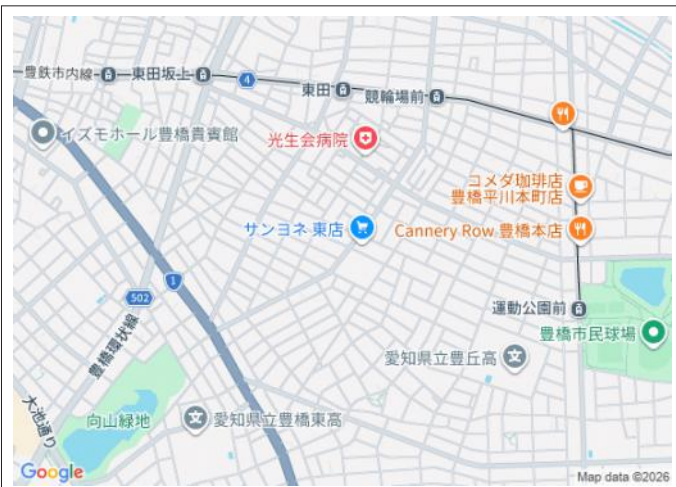 豊鉄市内線
東田坂上
4
東田
競輪場前
イズモホール豊橋貴賓館
光生会病院
コメダ珈琲店
豊橋平川本町店
サンヨネ 東店
Cannery Row 豊橋本店
1
502
運動公園前
豊橋環状線
豊橋市民球場
愛知県立豊丘高
大池通り
向山緑地
愛知県立豊橋東高
Google
Map data ©2026